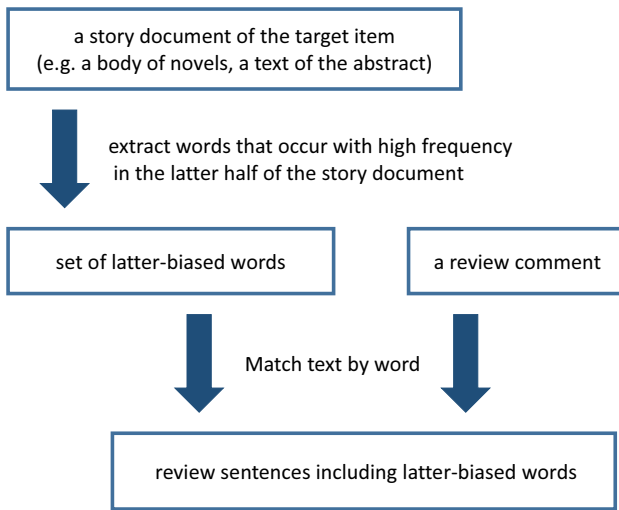 a story document of the target item
(e.g. a body of novels, a text of the abstract)
extract words that occur with high frequency
in the latter half of the story document
set of latter-biased words
a review comment
Match text by word
review sentences including latter-biased words